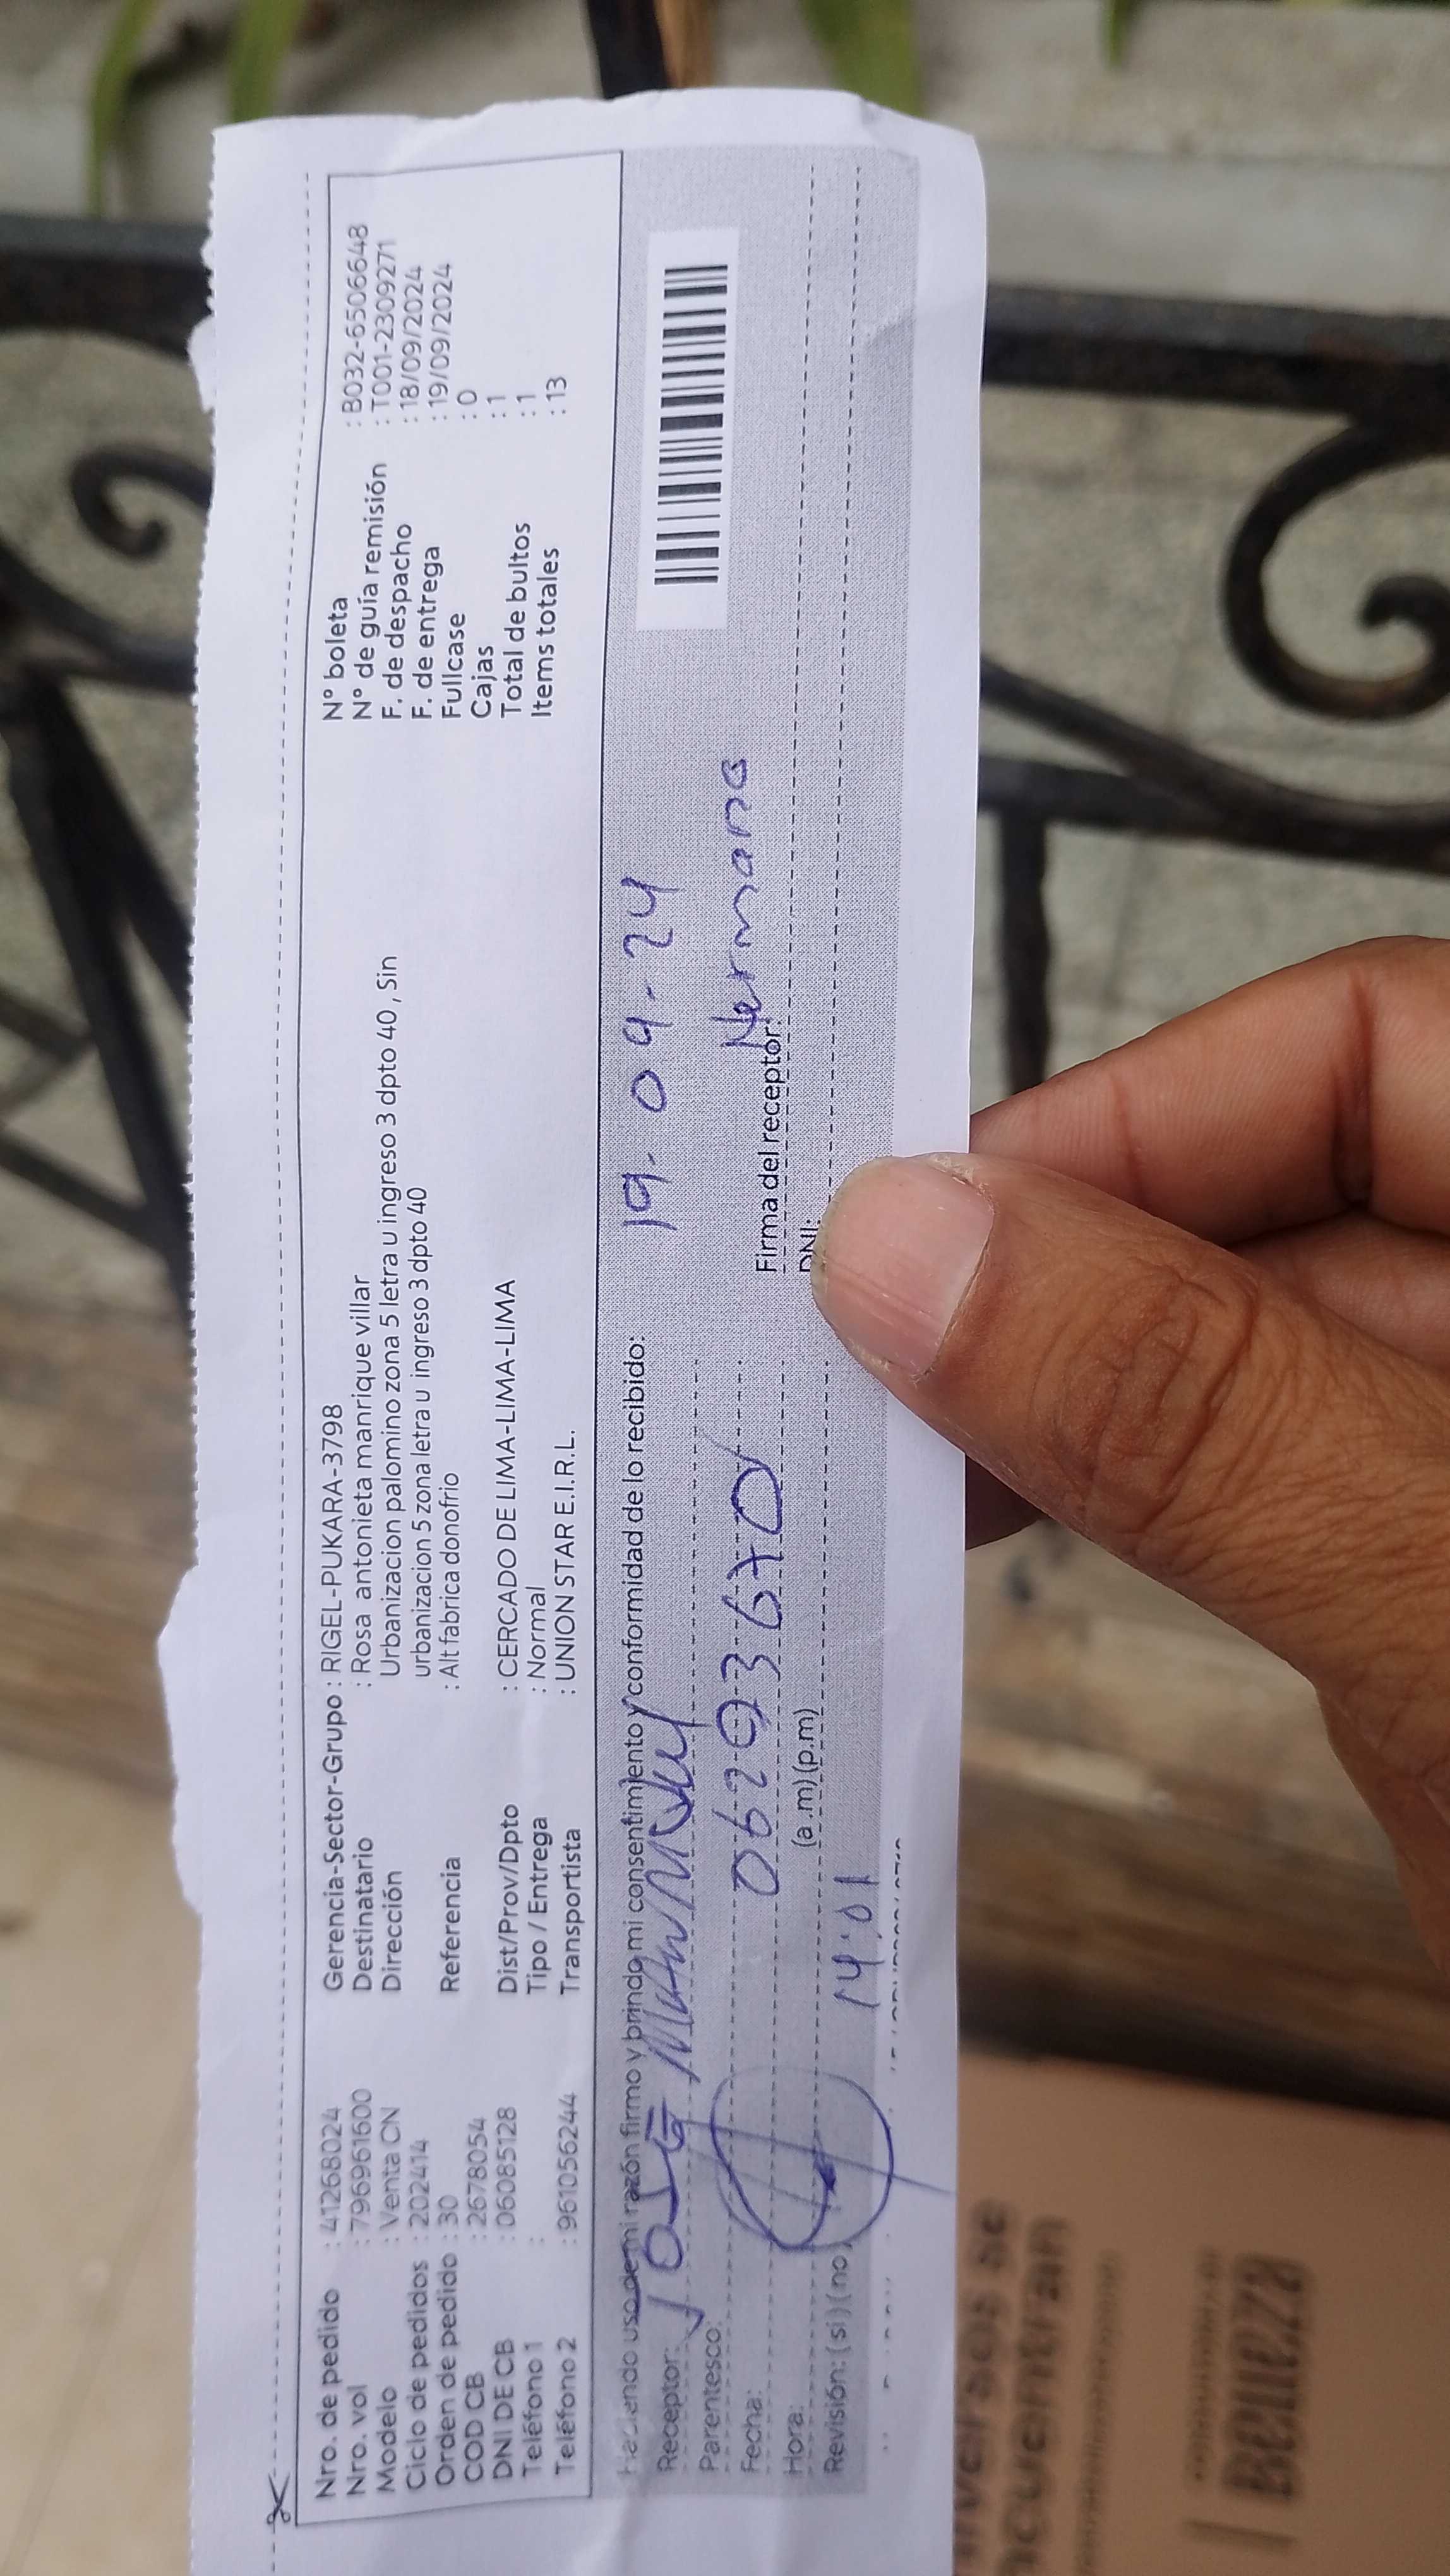 Nro. de pedido : 41268024
Nro. vol : 796961600
Modelo : Venta CN
Ciclo de pedidos : 202414
Orden de pedido : 30
COD CB : 2678054
DNI DE CB : 06085128
Teléfono 1 :
Teléfono 2 : 961056244
Gerencia-Sector-Grupo : RIGEL-PUKARA-3798
Destinatario : Rosa antonieta manrique villar
Dirección Urbanizacion palomino zona 5 letra u ingreso 3 dpto 40 , Sin
urbanizacion 5 zona letra u ingreso 3 dpto 40
Referencia : Alt fabrica donofrio
Dist/Prov/Dpto : CERCADO DE LIMA-LIMA-LIMA
Tipo / Entrega : Normal
Transportista : UNION STAR E.I.R.L.
N° boleta : B032-6506648
N° de guía remisión : T001-23309271
F. de despacho : 18/09/2024
F. de entrega : 19/09/2024
Fullcase : 0
Cajas : 1
Total de bultos : 1
Items totales : 13
Haciendo uso de mi razón firmo y brindo mi consentimiento y conformidad de lo recibido:
19.09.24
Receptor: JOSE
Parentesco:
06293670
Fecha:
Hora: (a.m) (p.m)
14:01
Revisión: (si) (no)
Hermano
Firma del receptor:
DNI:
se
Belleza